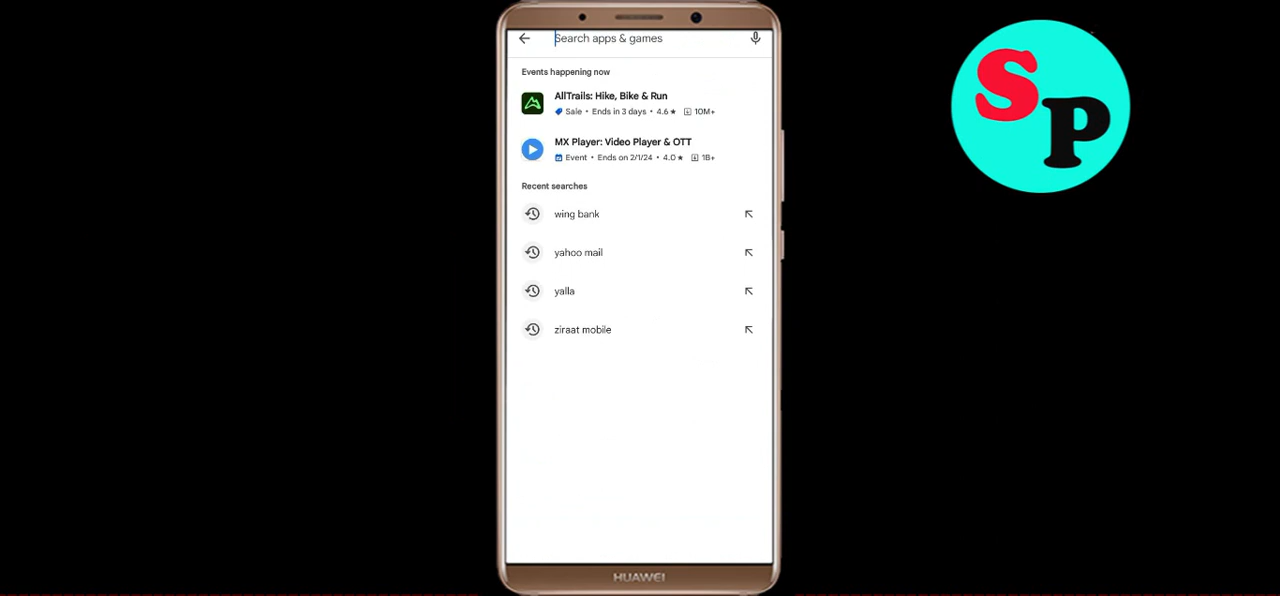 Search apps & games
Events happening now
AllTrails: Hike, Bike & Run
Sale • Ends in 3 days • 4.6 ★ 10M+
MX Player: Video Player & OTT
Event • Ends on 2/1/24 • 4.0 ★ 1B+
Recent searches
wing bank
yahoo mail
yalla
ziraat mobile
HUAWEI
SP